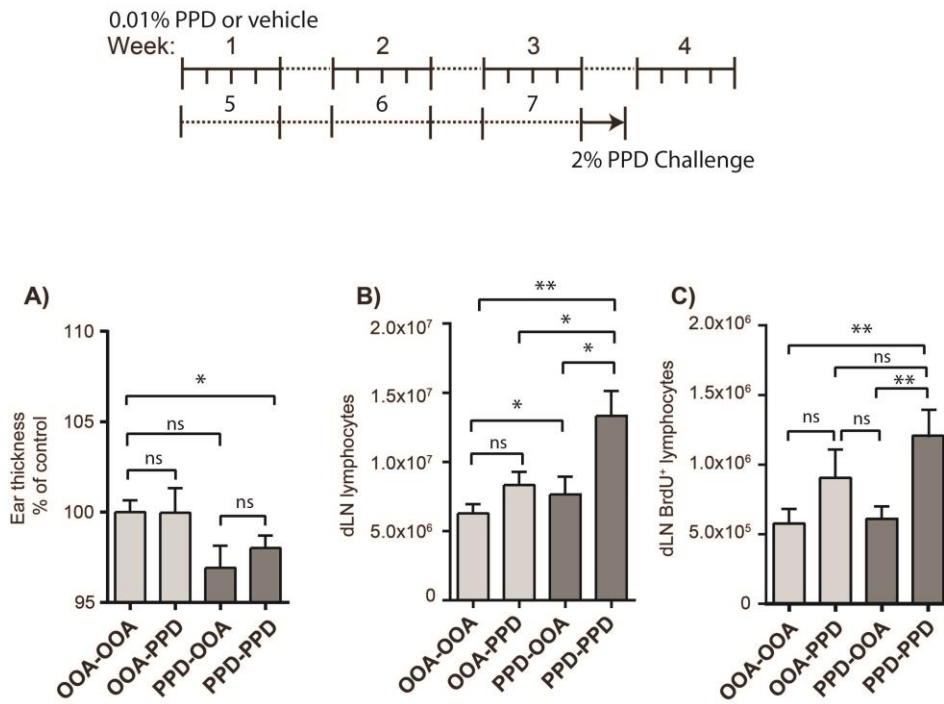 0.01% PPD or vehicle
Week: 1 2 3 4
5 6 7
2% PPD Challenge
A)
Ear thickness
% of control
110
105
100
95
*
ns
ns
ns
OOA-OOA
OOA-PPD
PPD-OOA
PPD-PPD
B)
dLN lymphocytes
2.0x10⁷
1.5x10⁷
1.0x10⁷
5.0x10⁶
0
**
*
*
*
ns
OOA-OOA
OOA-PPD
PPD-OOA
PPD-PPD
C)
dLN BrdU⁺ lymphocytes
2.0x10⁶
1.5x10⁶
1.0x10⁶
5.0x10⁵
0
**
ns
**
ns ns
OOA-OOA
OOA-PPD
PPD-OOA
PPD-PPD